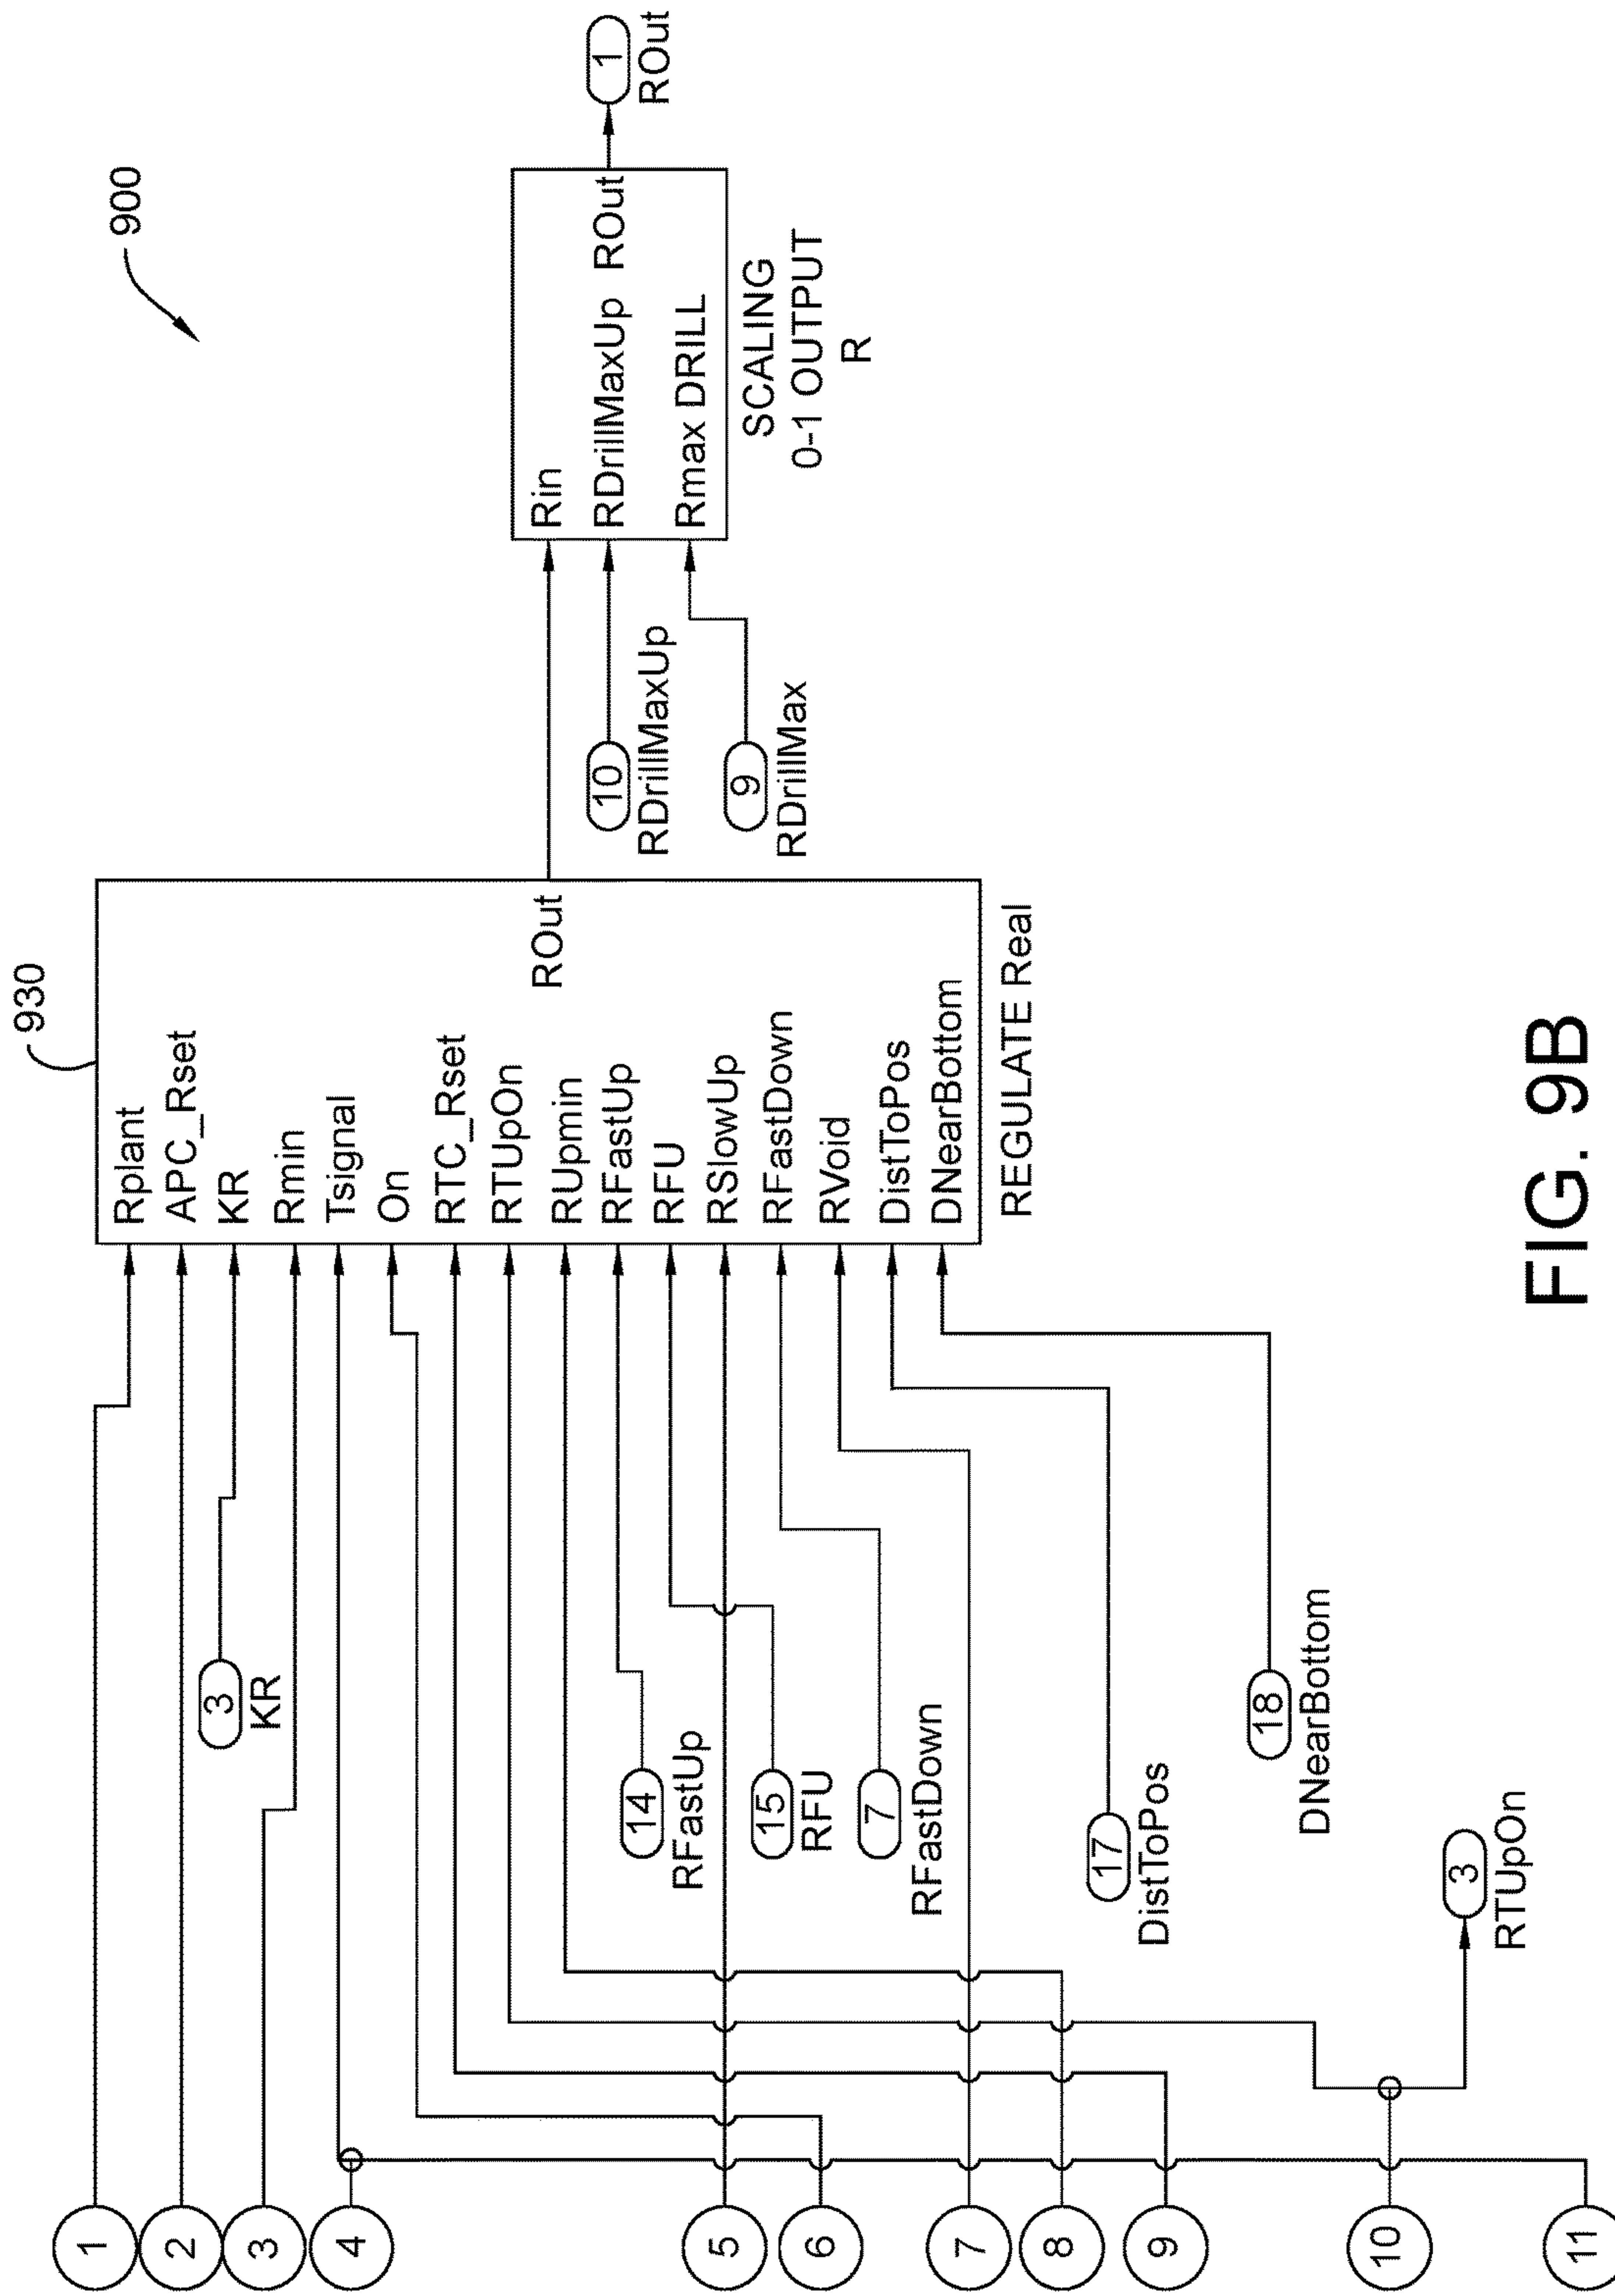 900
930
1
2
3
4
5
6
7
8
9
10
11
3
KR
14
RFastUp
15
RFU
7
RFastDown
17
DistToPos
18
DNearBottom
3
RTUpOn
Rplant
APC_Rset
KR
Rmin
Tsignal
On
RTC_Rset
RTUpOn
RUpmin
RFastUp
RFU
RSlowUp
RFastDown
RVoid
DistToPos
DNearBottom
ROut
REGULATE Real
10
RDrillMaxUp
9
RDrillMax
Rin
RDrillMaxUp ROut
Rmax DRILL
SCALING
0-1 OUTPUT
R
1
ROut
FIG. 9B